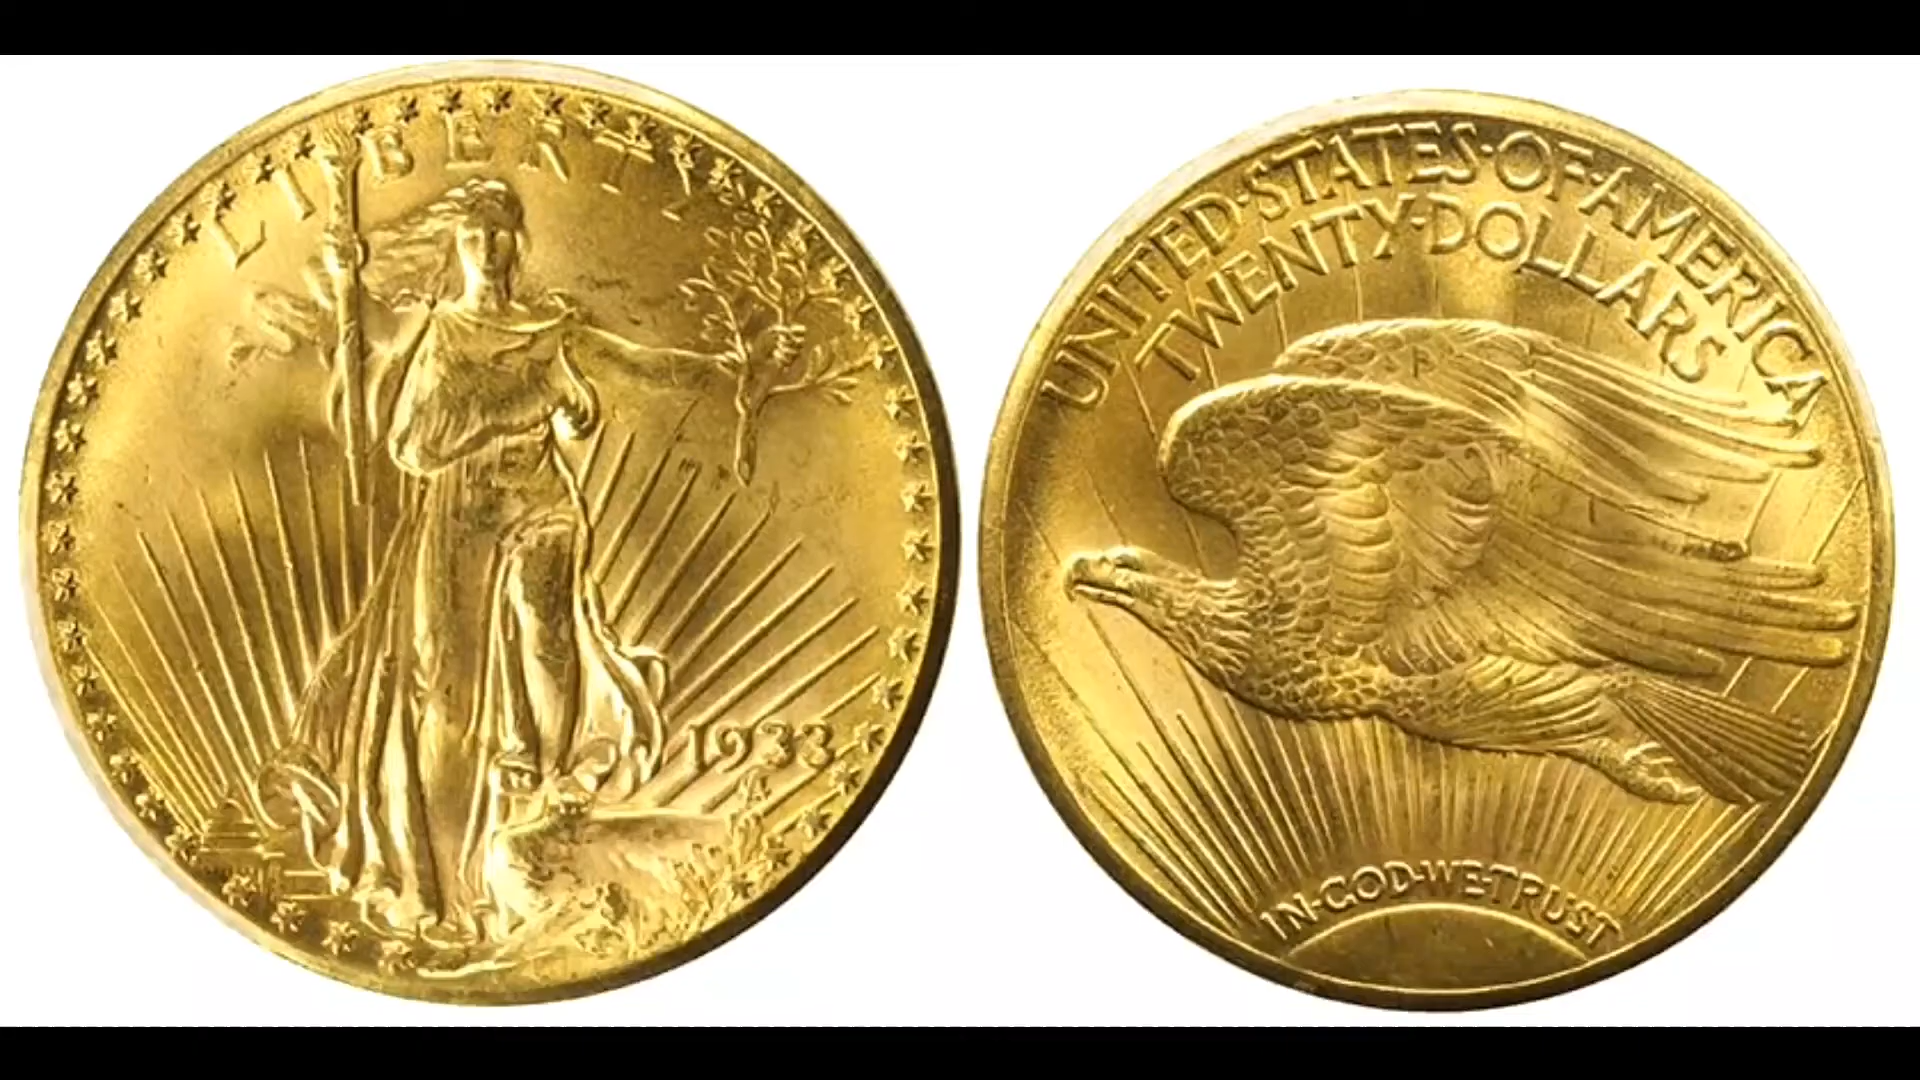 LIBERTY
1933
UNITED·STATES·OF·AMERICA
TWENTY·DOLLARS
IN·GOD·WE·TRUST